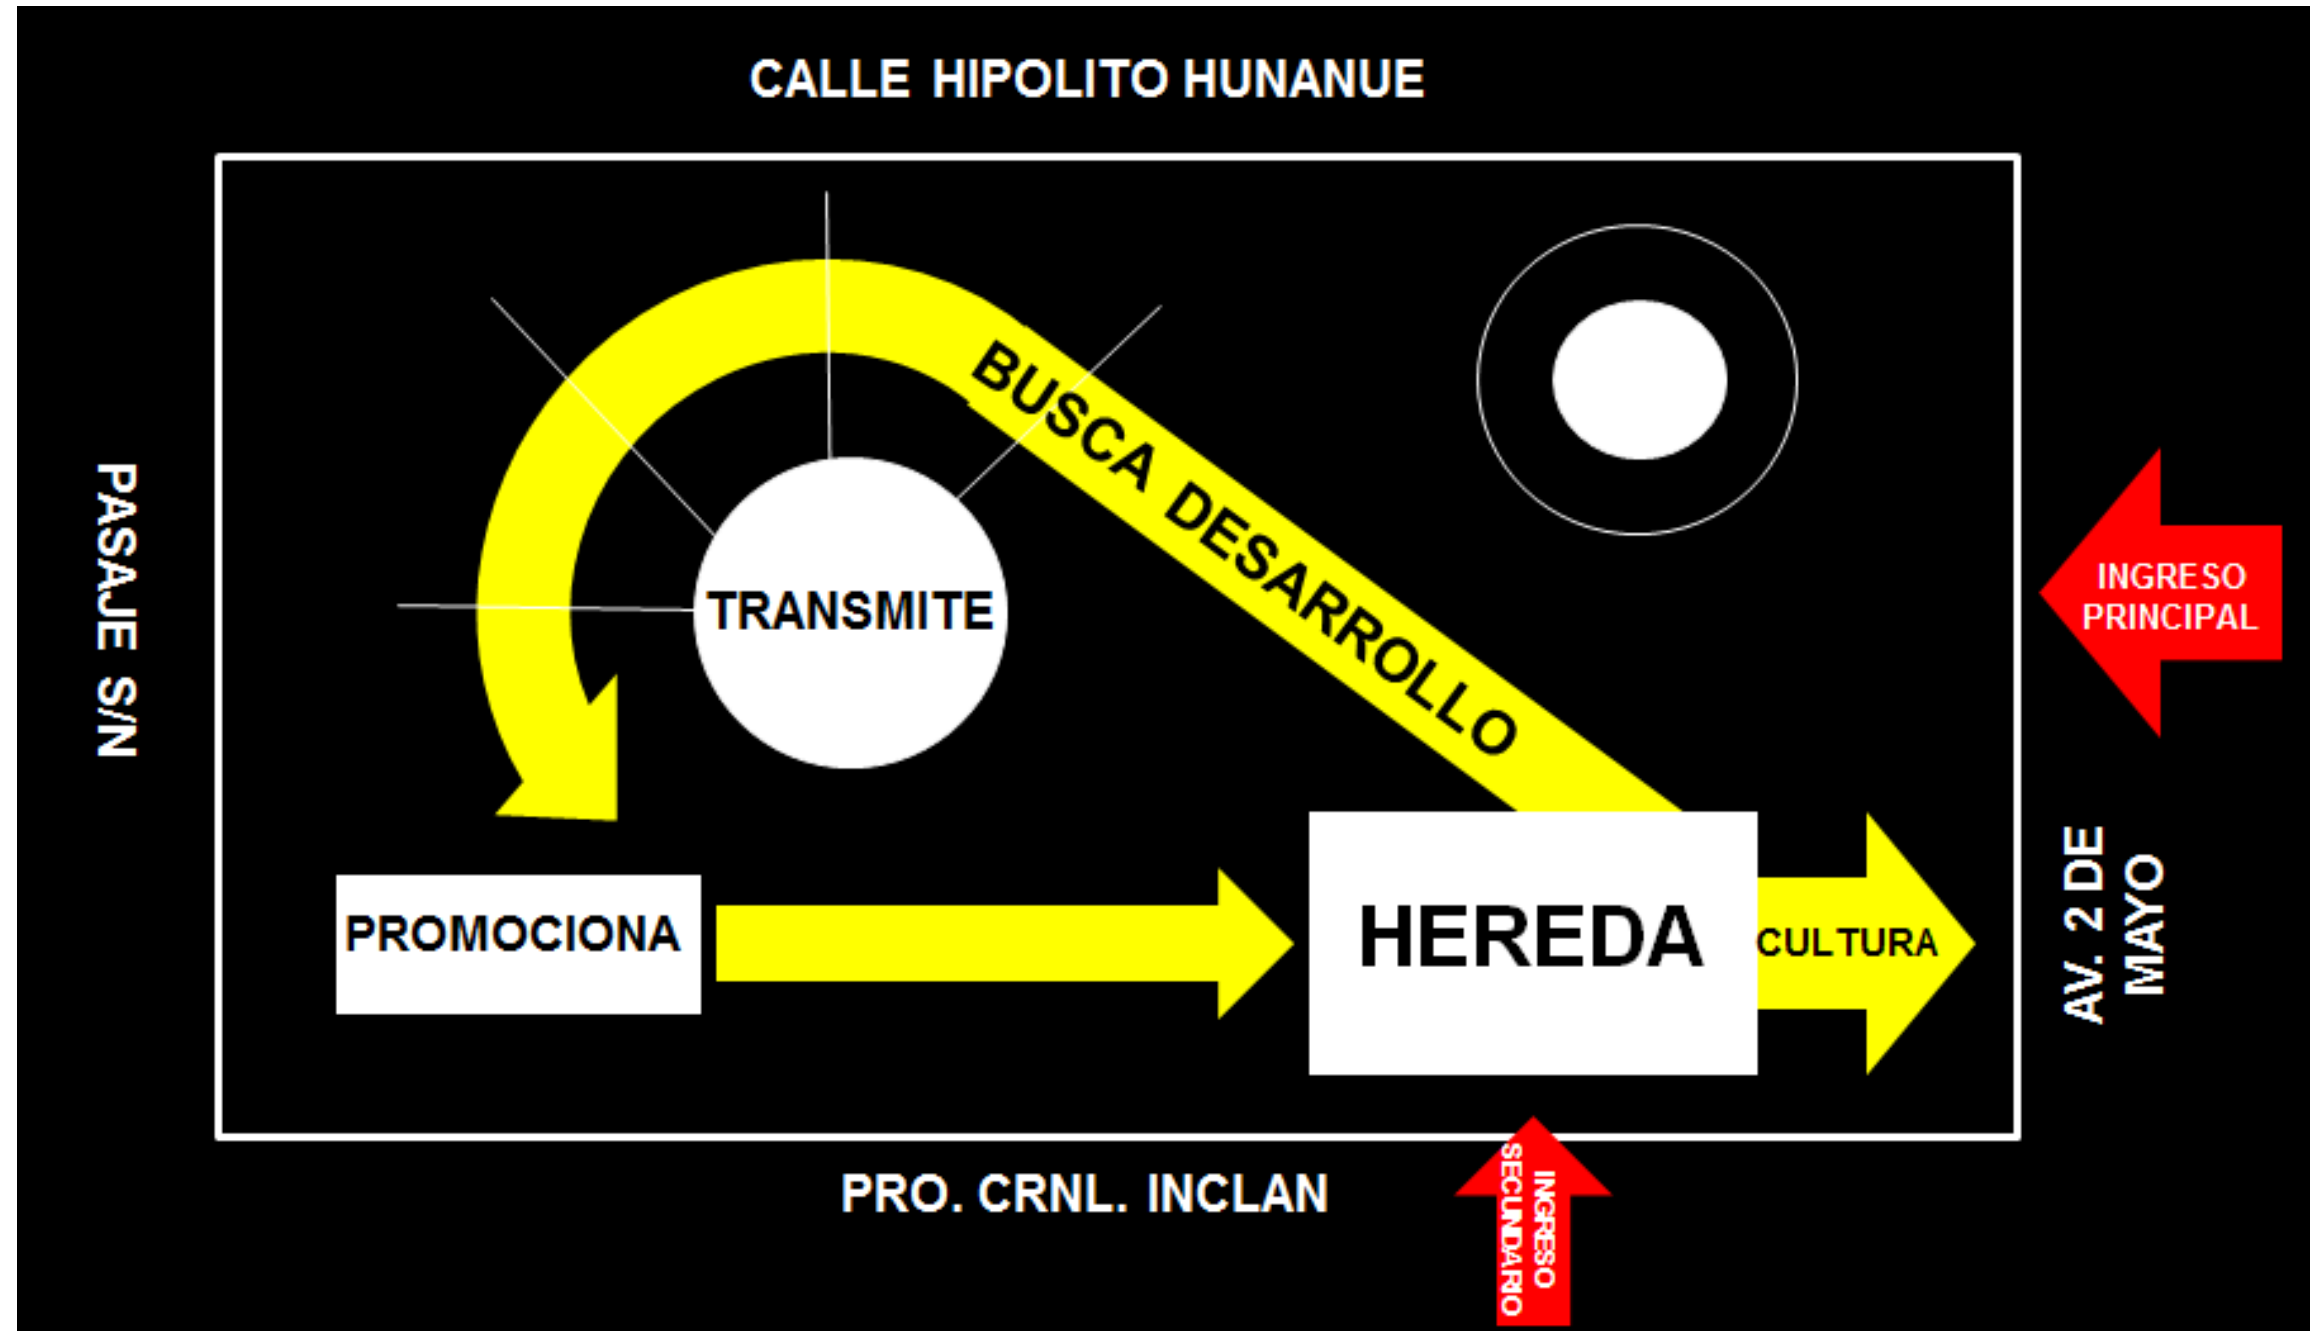 CALLE HIPOLITO HUNANUE
BUSCA DESARROLLO
PASAJE S/N
TRANSMITE
INGRESO
PRINCIPAL
PROMOCIONA
HEREDA
CULTURA
AV. 2 DE
MAYO
PRO. CRNL. INCLAN
INGRESO
SECUNDARIO